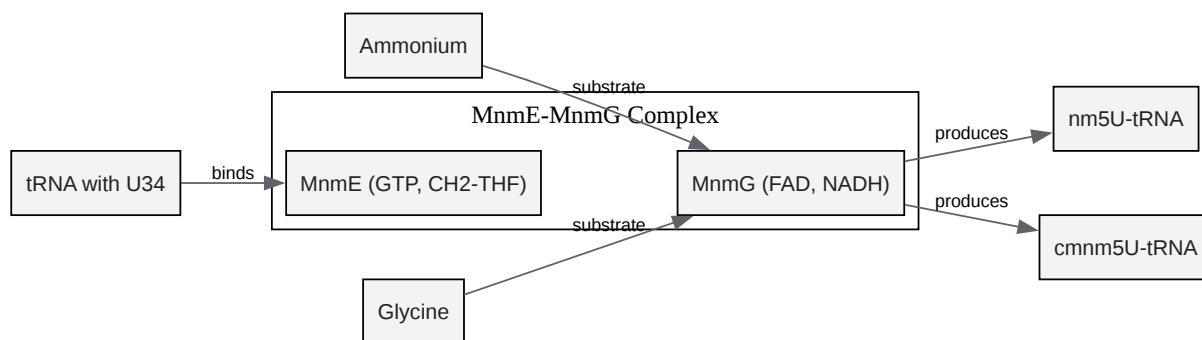 Ammonium
substrate
MnmE-MnmG Complex
nm5U-tRNA
produces
tRNA with U34
binds
MnmE (GTP, CH2-THF)
MnmG (FAD, NADH)
produces
substrate
cmnm5U-tRNA
Glycine